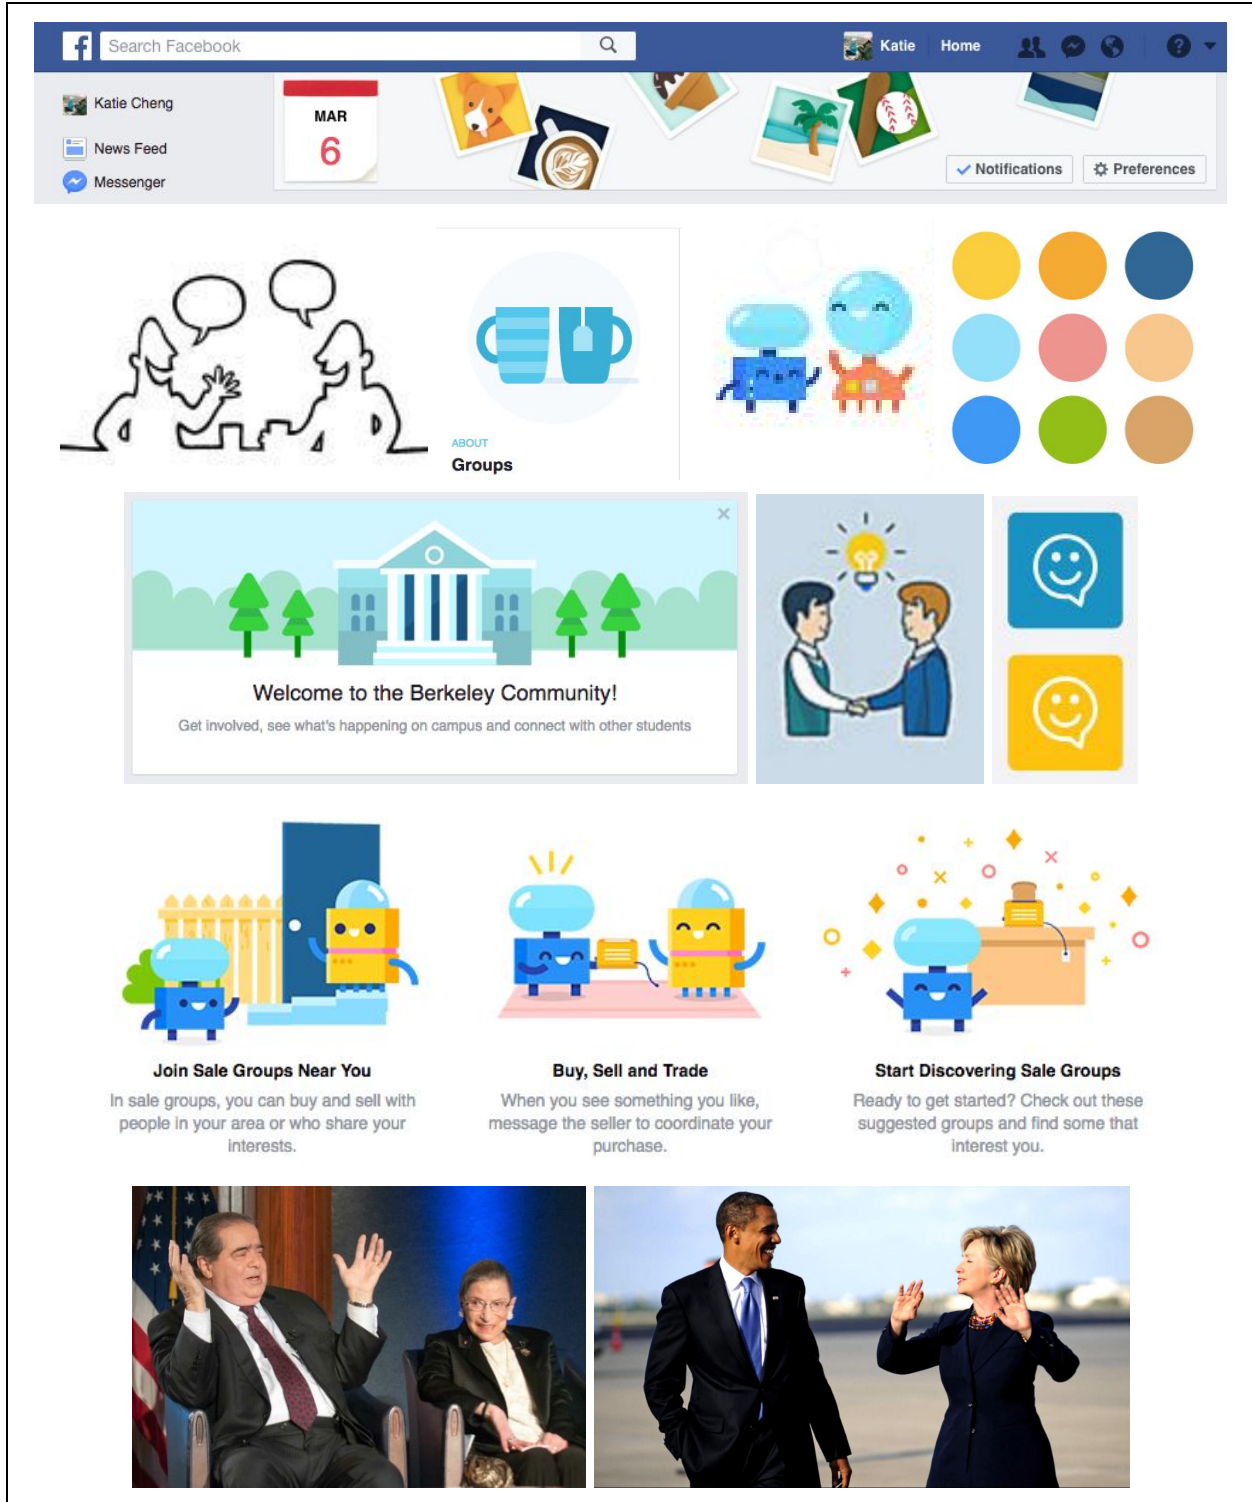 Search Facebook
Katie
Home
Katie Cheng
News Feed
Messenger
MAR
6
Notifications
Preferences
ABOUT
Groups
Welcome to the Berkeley Community!
Get involved, see what's happening on campus and connect with other students
Join Sale Groups Near You
In sale groups, you can buy and sell with
people in your area or who share your
interests.
Buy, Sell and Trade
When you see something you like,
message the seller to coordinate your
purchase.
Start Discovering Sale Groups
Ready to get started? Check out these
suggested groups and find some that
interest you.